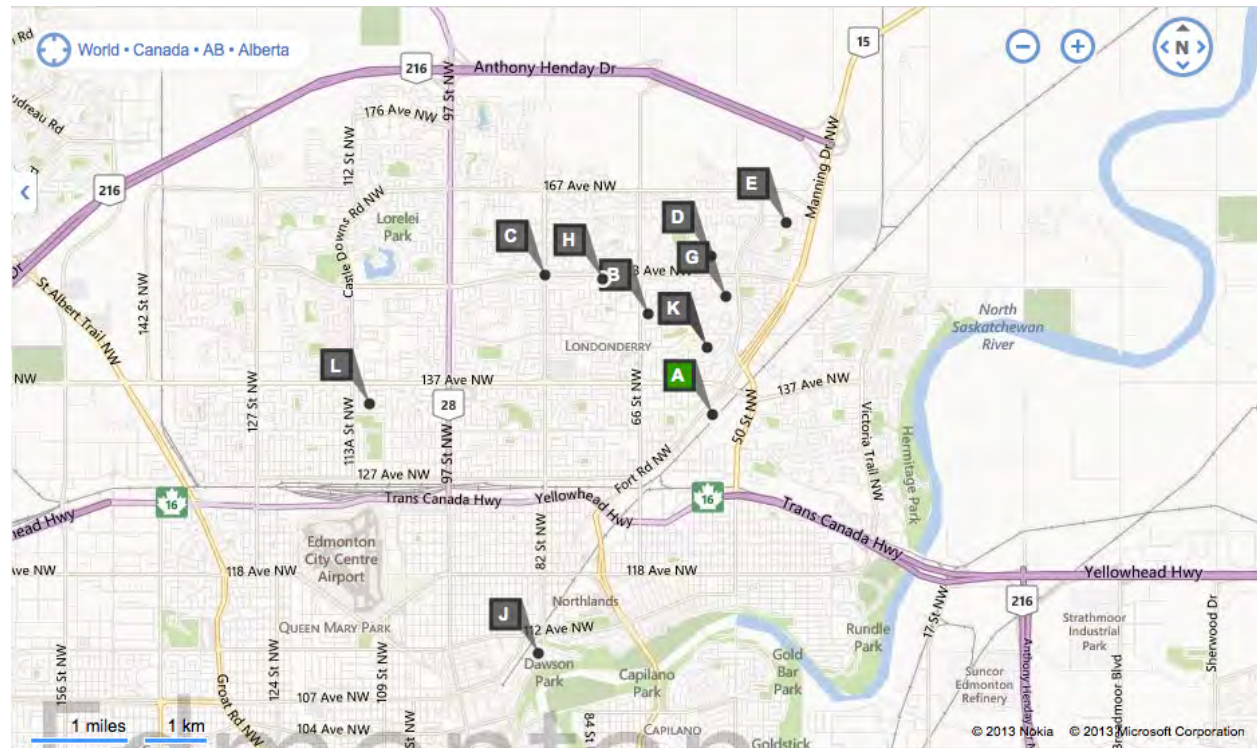 World • Canada • AB • Alberta
15
N
216
Anthony Henday Dr
97 St NW
176 Ave NW
112 St NW
216
167 Ave NW
E
Manning Dr NW
Castle Downs Rd NW
Lorelei
Park
D
C
H
G
B
3 Ave NW
St Albert Trail NW
142 St NW
K
North
Saskatchewan
River
LONDONDERRY
L
A
NW
137 Ave NW
137 Ave NW
28
127 St NW
113A St NW
66 St NW
50 St NW
Victoria Trail NW
Hermitage Park
97 St NW
127 Ave NW
Fort Rd NW
16
Trans Canada Hwy
Yellowhead Hwy
16
Trans Canada Hwy
head Hwy
Edmonton
City Centre
Airport
82 St NW
ve NW
118 Ave NW
118 Ave NW
Yellowhead Hwy
216
Northlands
J
QUEEN MARY PARK
112 Ave NW
Rundle
Park
17 St NW
Strathmoor
Industrial
Park
Sherwood Dr
Dawson
Park
Capilano
Park
Gold
Bar
Park
Suncor
Edmonton
Refinery
Anthony Henday Dr
156 St NW
Groat Rd NW
124 St NW
109 St NW
107 Ave NW
104 Ave NW
1 miles
1 km
CAPILANO
Goldstick
© 2013 Nokia
© 2013 Microsoft Corporation